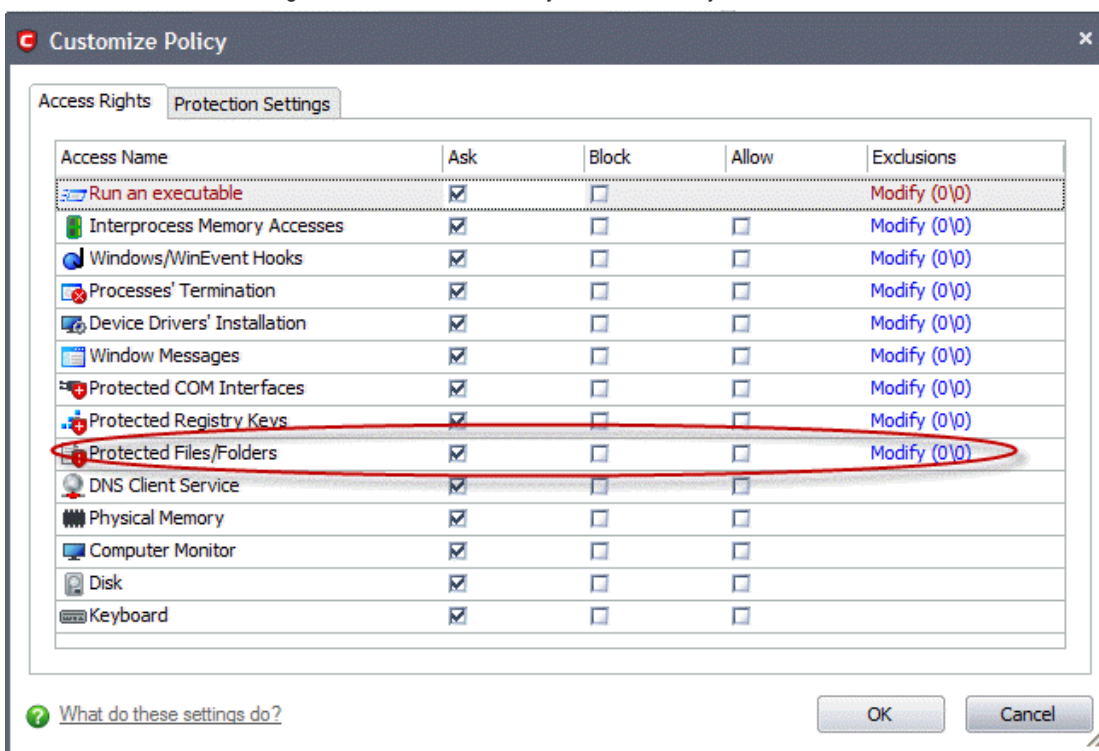 Customize Policy
Access Rights Protection Settings
Access Name Ask Block Allow Exclusions
Run an executable Modify (0\0)
Interprocess Memory Accesses Modify (0\0)
Windows/WinEvent Hooks Modify (0\0)
Processes' Termination Modify (0\0)
Device Drivers' Installation Modify (0\0)
Window Messages Modify (0\0)
Protected COM Interfaces Modify (0\0)
Protected Registry Keys Modify (0\0)
Protected Files/Folders Modify (0\0)
DNS Client Service
Physical Memory
Computer Monitor
Disk
Keyboard
What do these settings do?
OK Cancel